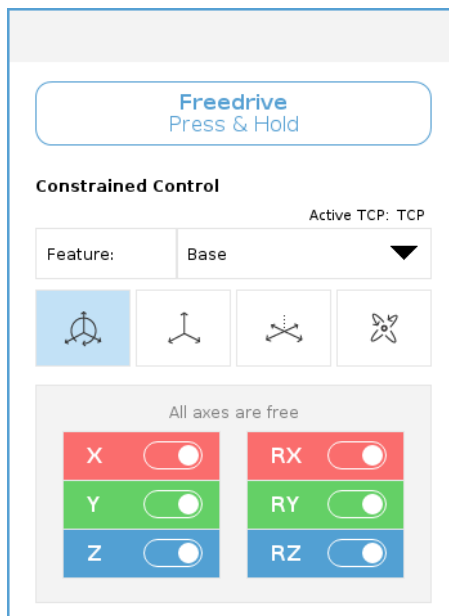 Freedrive
Press & Hold
Constrained Control
Active TCP: TCP
Feature:
Base
All axes are free
X
RX
Y
RY
Z
RZ